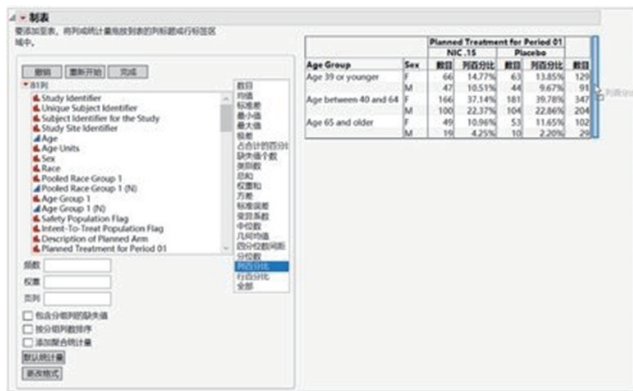 制表
要添加至表，将列或统计量拖放到表的列标题或行标签区
域中。
撤销 重新开始 完成
81列
Study Identifier
Unique Subject Identifier
Subject Identifier for the Study
Study Site Identifier
Age
Age Units
Sex
Race
Pooled Race Group 1
Pooled Race Group 1 (N)
Age Group 1
Age Group 1 (N)
Safety Population Flag
Intent-To-Treat Population Flag
Description of Planned Arm
Planned Treatment for Period 01
数目
均值
标准差
最小值
最大值
极差
占合计的百分比
缺失值个数
类别数
总和
权重和
方差
标准误差
变异系数
中位数
几何均值
四分位数间距
分位数
列百分比
行百分比
全部
频数
权重
页列
包含分组列的缺失值
按分组列数排序
添加聚合统计量
默认统计量
更改格式
Planned Treatment for Period 01
NIC .15 Placebo
Age Group Sex 数目 列百分比 数目 列百分比 数目
Age 39 or younger F 66 14.77% 63 13.85% 129
M 47 10.51% 44 9.67% 91
Age between 40 and 64 F 166 37.14% 181 39.78% 347
M 100 22.37% 104 22.86% 204
Age 65 and older F 49 10.96% 53 11.65% 102
M 19 4.25% 10 2.20% 29